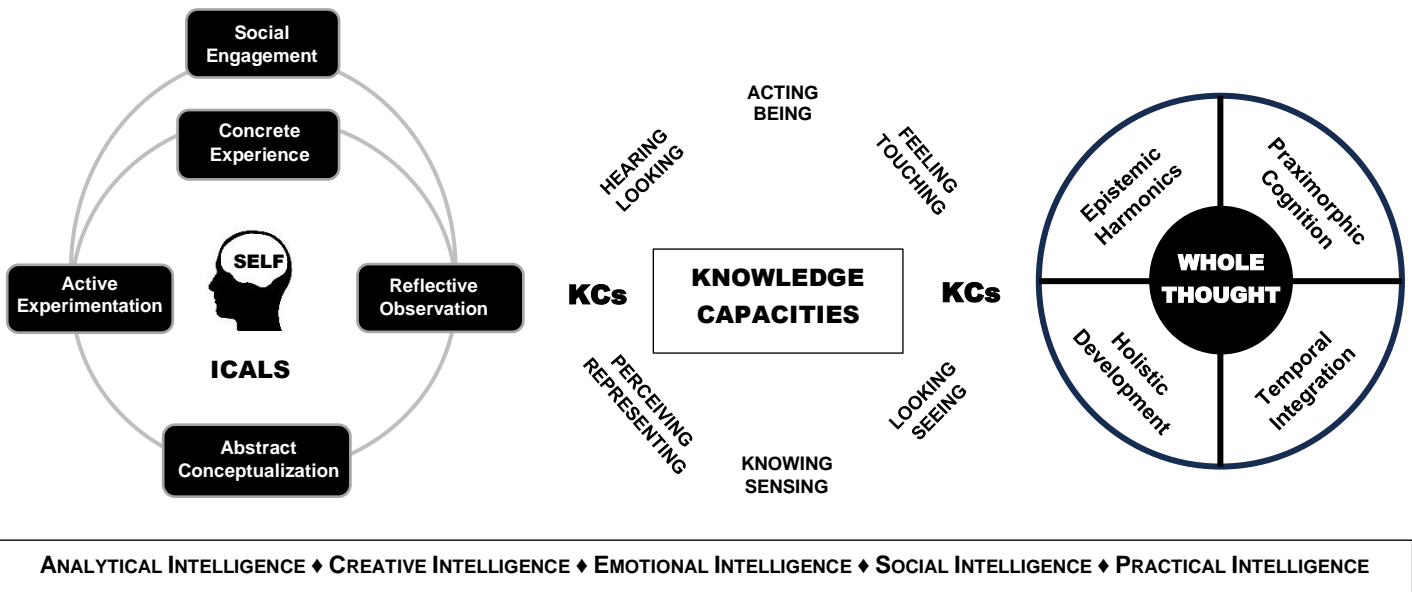 Social
Engagement
Concrete
Experience
SELF
Active
Experimentation
Reflective
Observation
ICALS
Abstract
Conceptualization
ACTING
BEING
HEARING
LOOKING
FEELING
TOUCHING
KCs
KNOWLEDGE
CAPACITIES
KCs
PERCEIVING
REPRESENTING
LOOKING
SEEING
KNOWING
SENSING
Epistemic
Harmonics
Praximorphic
Cognition
WHOLE
THOUGHT
Holistic
Development
Temporal
Integration
ANALYTICAL INTELLIGENCE ♦ CREATIVE INTELLIGENCE ♦ EMOTIONAL INTELLIGENCE ♦ SOCIAL INTELLIGENCE ♦ PRACTICAL INTELLIGENCE